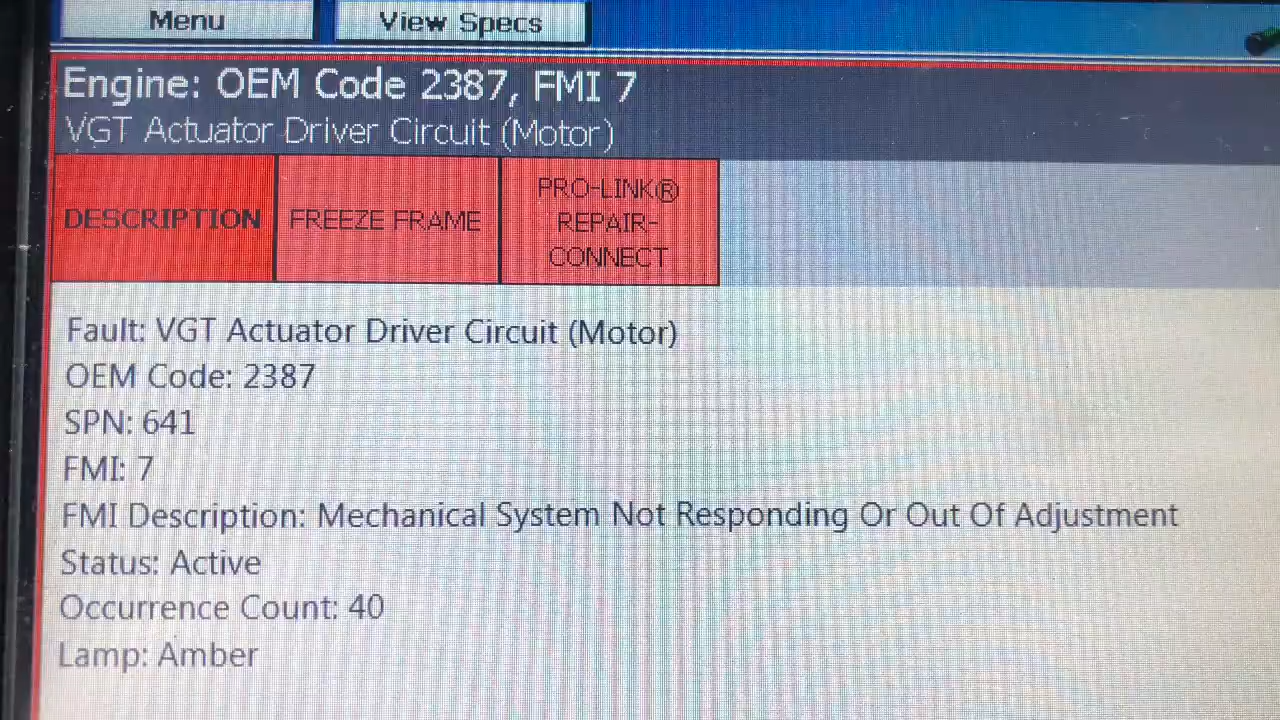 Menu View Specs
Engine: OEM Code 2387, FMI 7
VGT Actuator Driver Circuit (Motor)
DESCRIPTION FREEZE FRAME PRO-LINK®
REPAIR-
CONNECT
Fault: VGT Actuator Driver Circuit (Motor)
OEM Code: 2387
SPN: 641
FMI: 7
FMI Description: Mechanical System Not Responding Or Out Of Adjustment
Status: Active
Occurrence Count: 40
Lamp: Amber